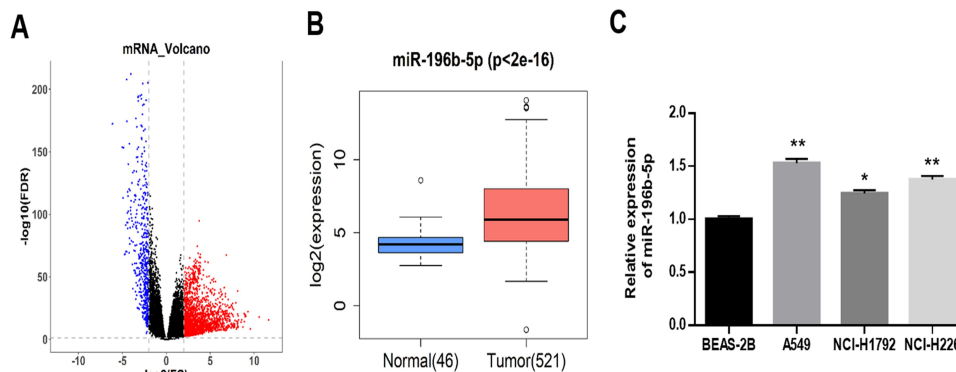 A
mRNA_Volcano
-log10(FDR)
200
150
100
50
0
-10 -5 0 5 10
B
miR-196b-5p (p<2e-16)
log2(expression)
10
5
0
Normal(46) Tumor(521)
C
Relative expression
of miR-196b-5p
2.0
1.5
1.0
0.5
0.0
**
*
**
BEAS-2B A549 NCI-H1792 NCI-H226